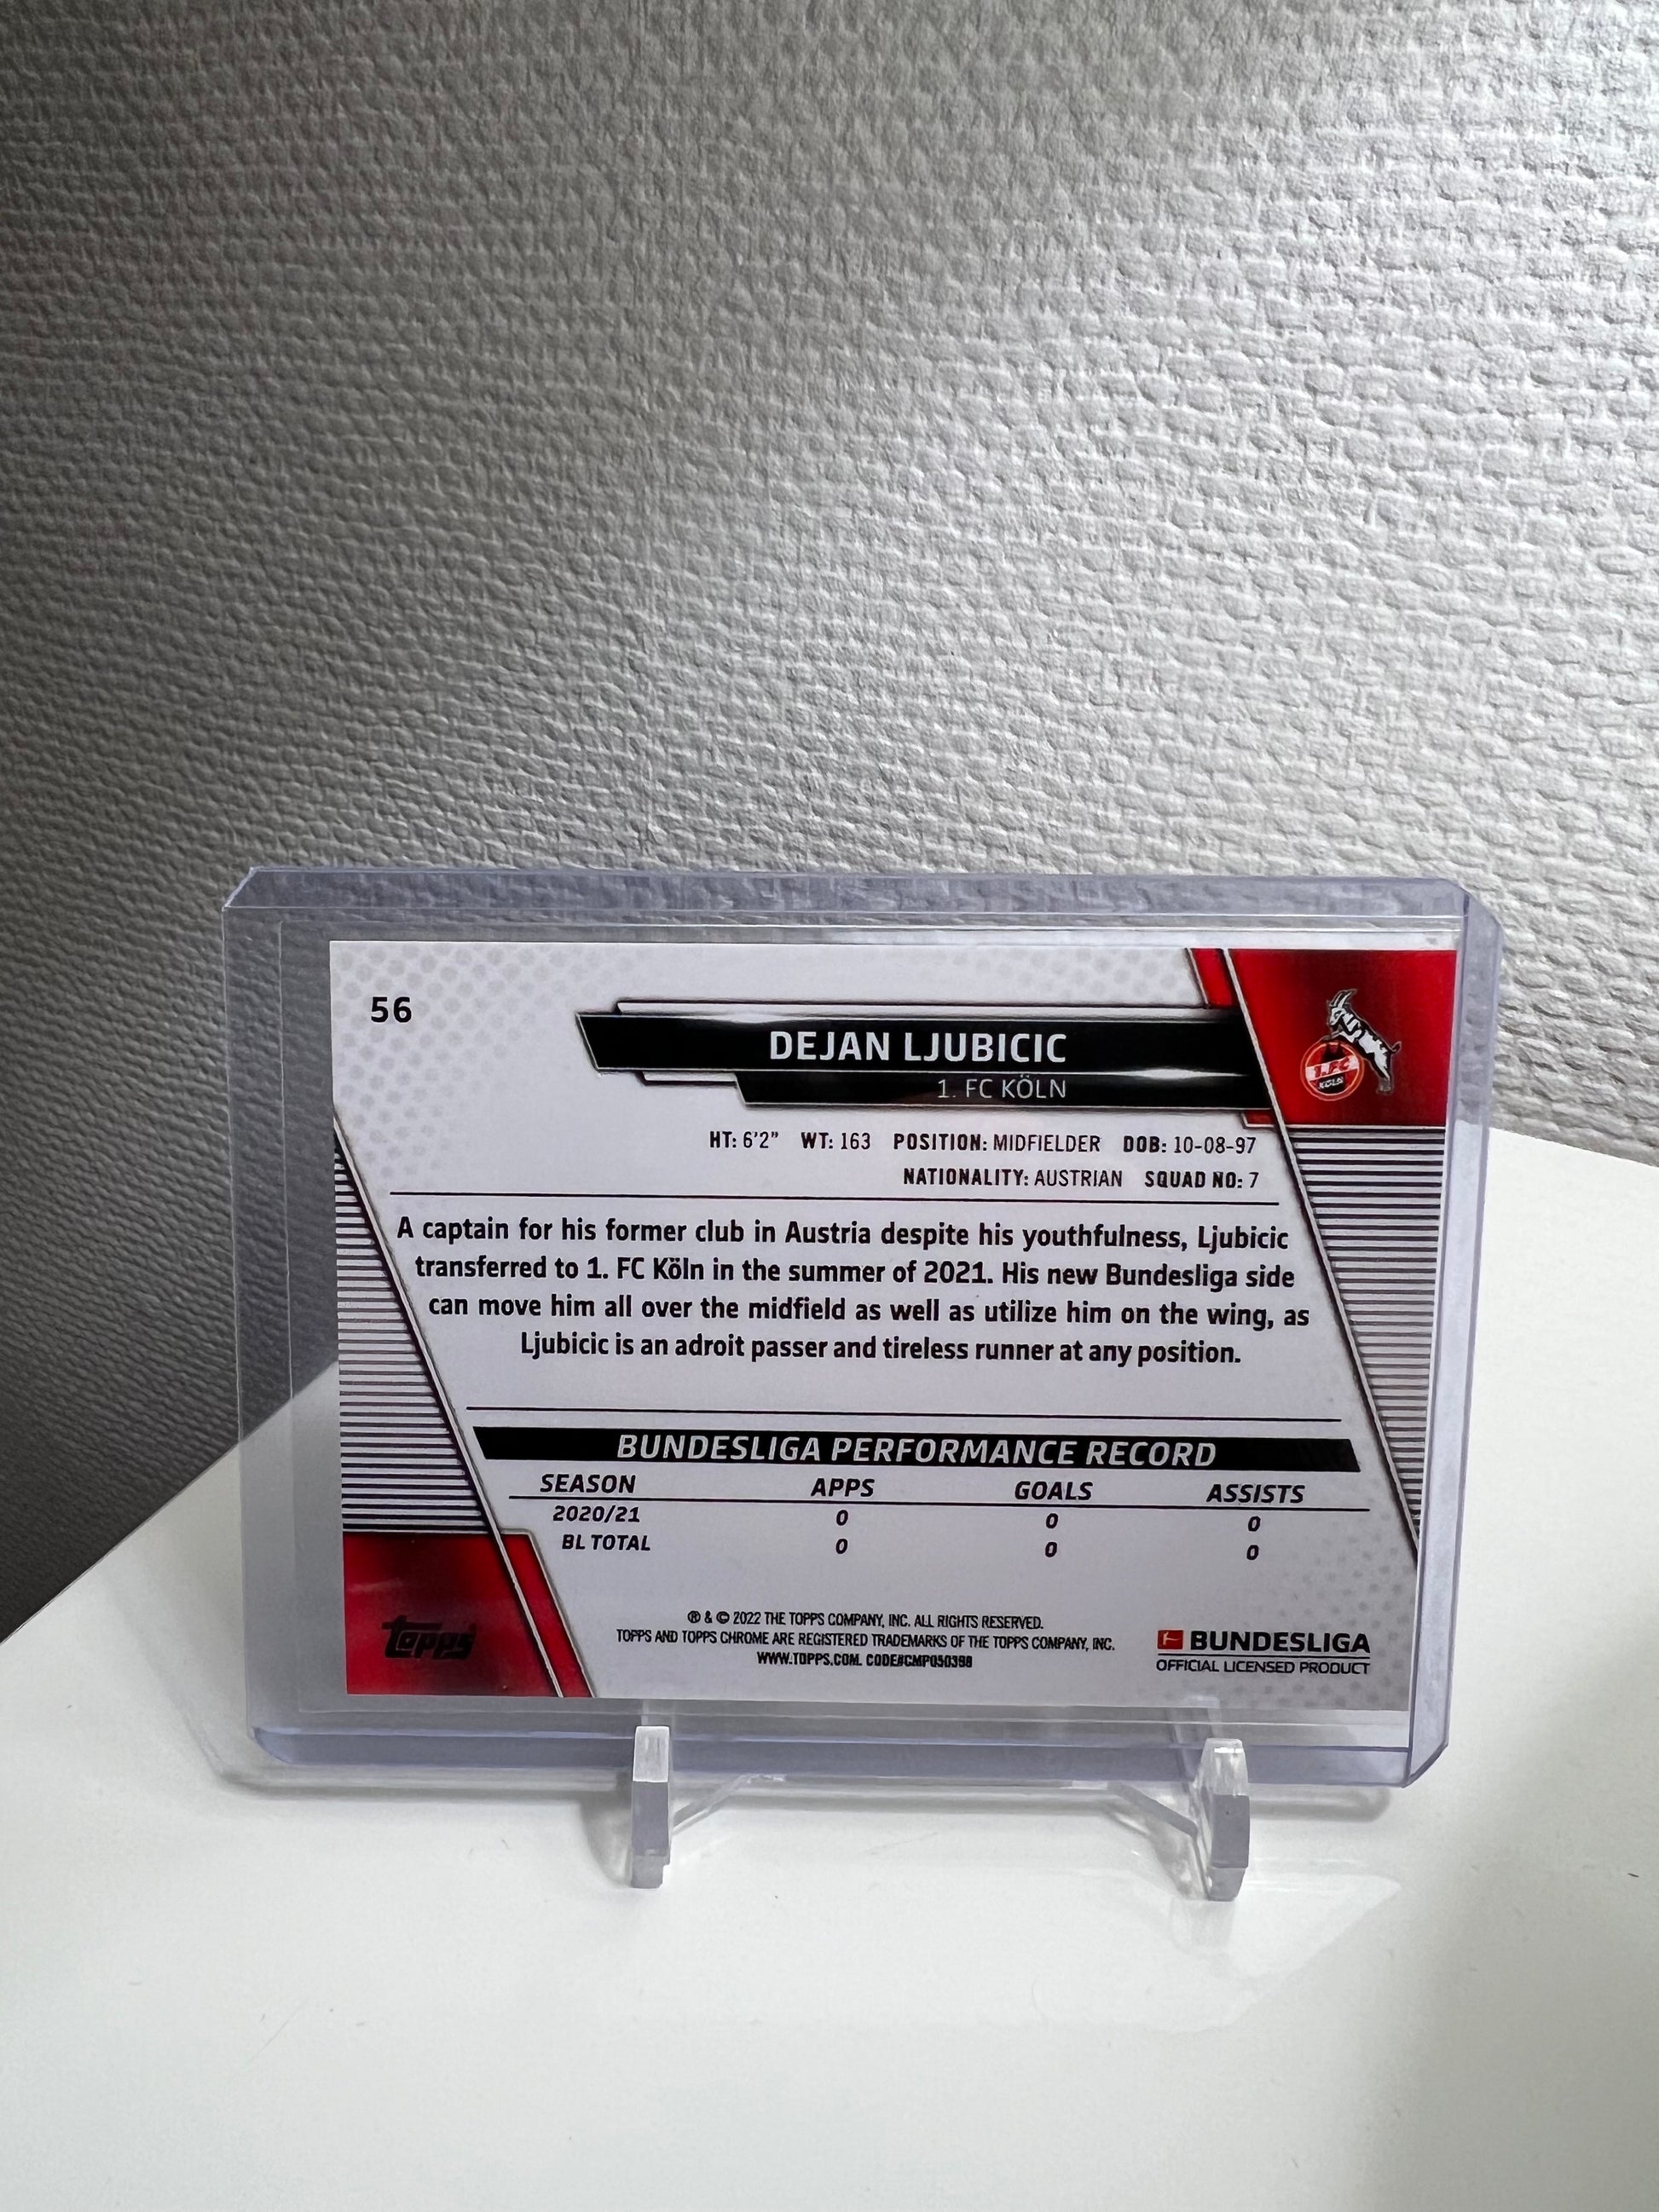 56
DEJAN LJUBICIC
1. FC KÖLN
1. FC
KÖLN
HT: 6'2" WT: 163 POSITION: MIDFIELDER DOB: 10-08-97
NATIONALITY: AUSTRIAN SQUAD NO: 7
A captain for his former club in Austria despite his youthfulness, Ljubicic
transferred to 1. FC Köln in the summer of 2021. His new Bundesliga side
can move him all over the midfield as well as utilize him on the wing, as
Ljubicic is an adroit passer and tireless runner at any position.
BUNDESLIGA PERFORMANCE RECORD
SEASON APPS GOALS ASSISTS
2020/21 0 0 0
BL TOTAL 0 0 0
topps
® & © 2022 THE TOPPS COMPANY, INC. ALL RIGHTS RESERVED.
TOPPS AND TOPPS CHROME ARE REGISTERED TRADEMARKS OF THE TOPPS COMPANY, INC.
WWW.TOPPS.COM. CODE#CMP050398
BUNDESLIGA
OFFICIAL LICENSED PRODUCT